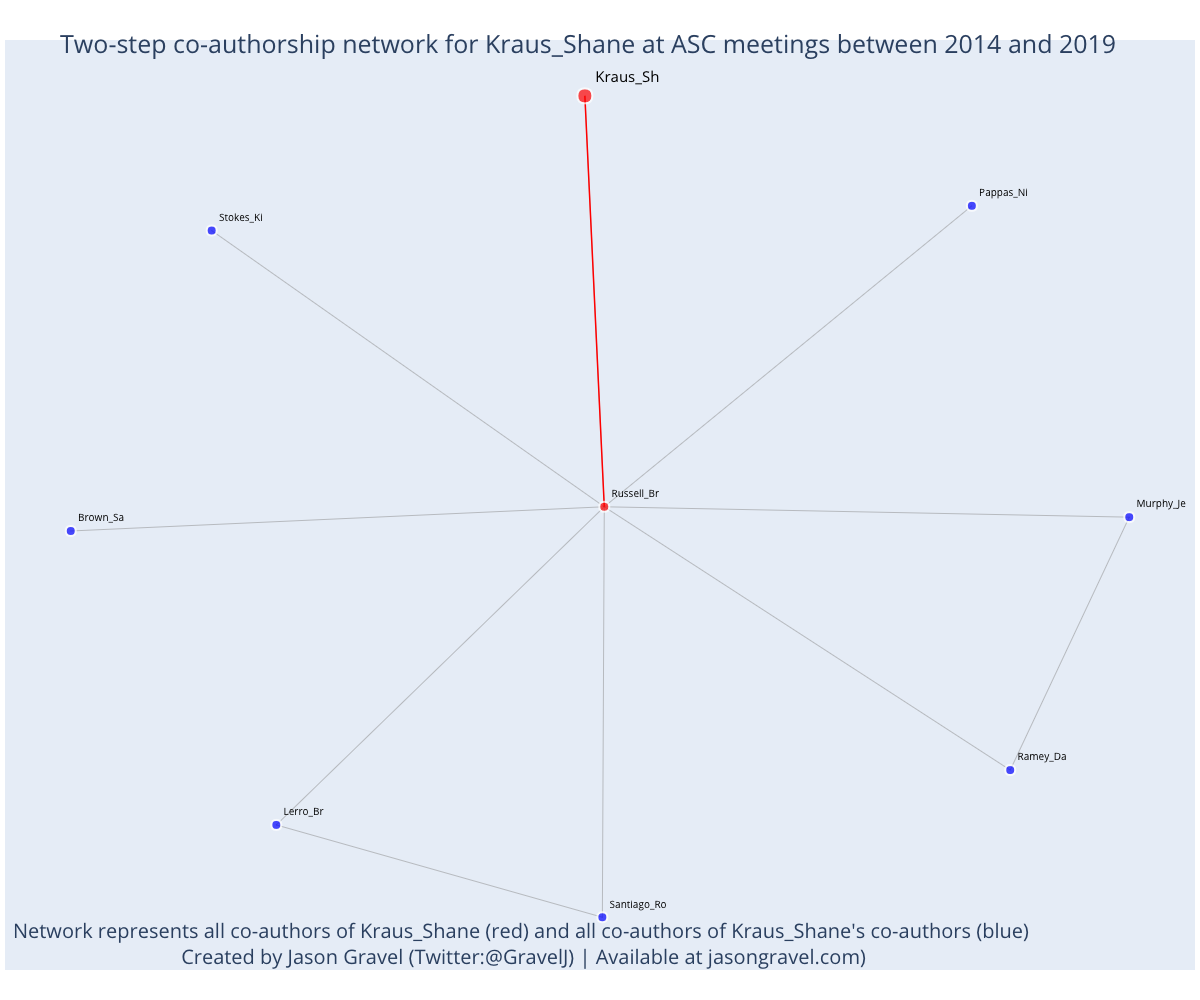 Two-step co-authorship network for Kraus_Shane at ASC meetings between 2014 and 2019
Kraus_Sh
Pappas_Ni
Stokes_Ki
Russell_Br
Murphy_Je
Brown_Sa
Ramey_Da
Lerro_Br
Santiago_Ro
Network represents all co-authors of Kraus_Shane (red) and all co-authors of Kraus_Shane's co-authors (blue)
Created by Jason Gravel (Twitter:@GravelJ) | Available at jasongravel.com)